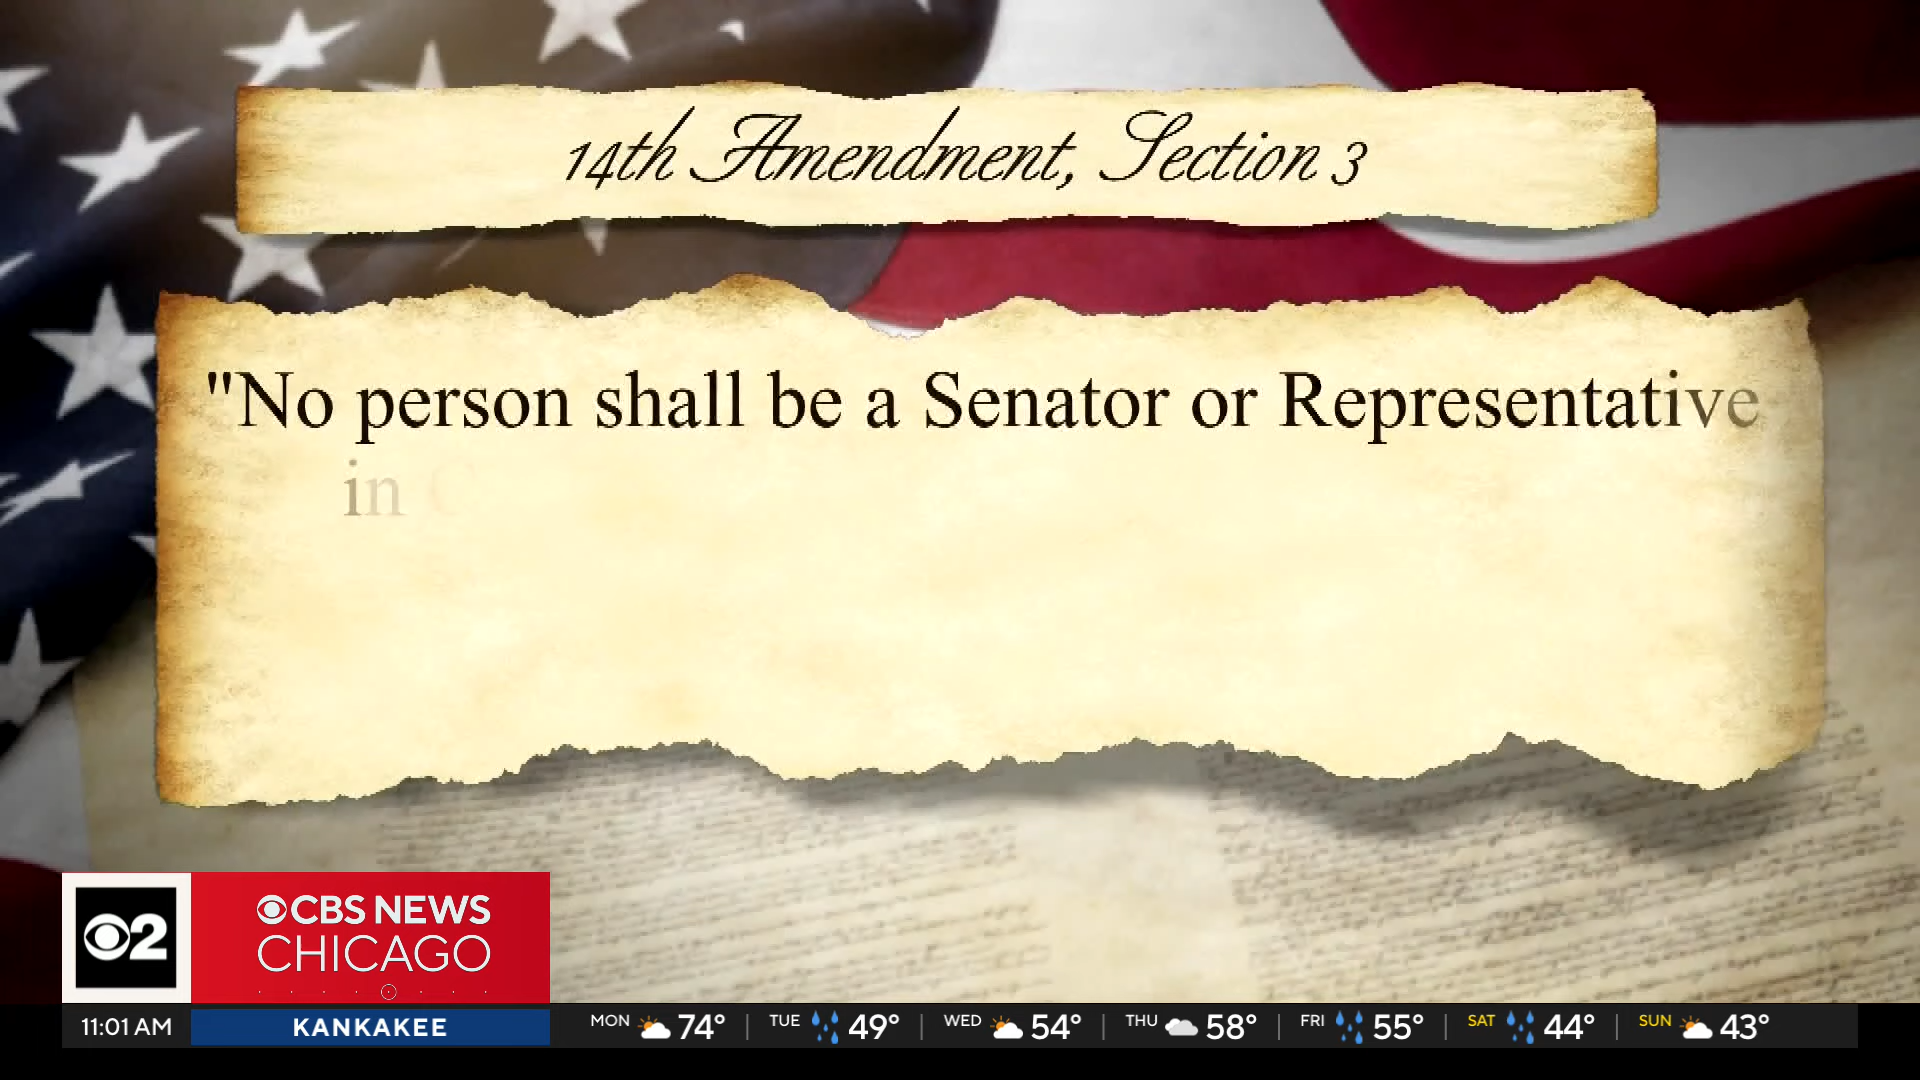 14th Amendment, Section 3
"No person shall be a Senator or Representative
in C
2
CBS NEWS
CHICAGO
11:01 AM KANKAKEE MON 74° TUE 49° WED 54° THU 58° FRI 55° SAT 44° SUN 43°